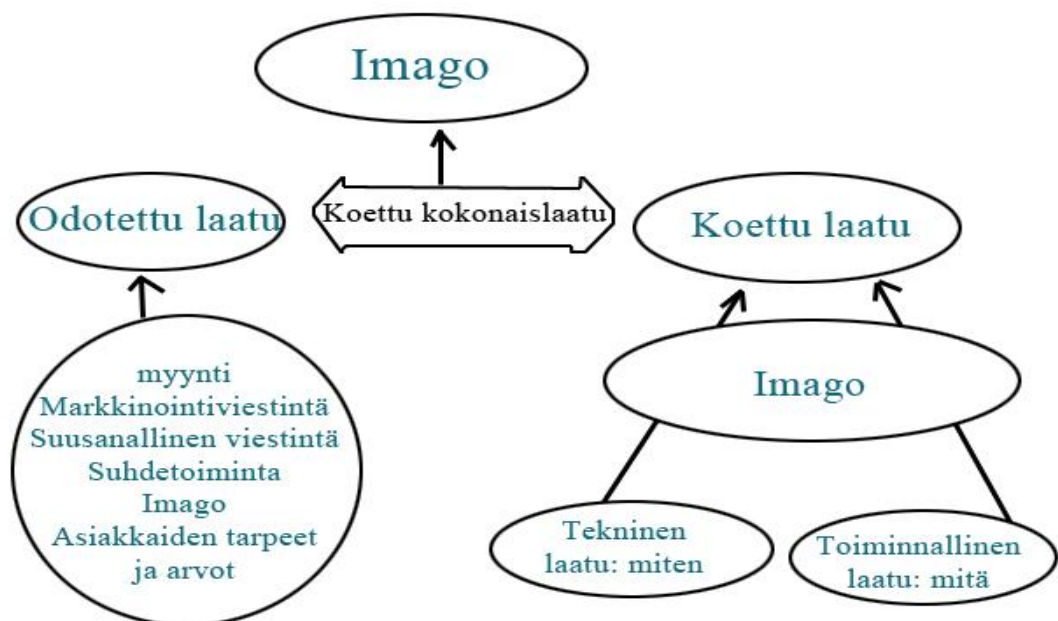 Imago
Odotettu laatu
Koettu kokonaislaatu
Koettu laatu
myynti
Markkinointiviestintä
Suusanallinen viestintä
Suhdetoiminta
Imago
Asiakkaiden tarpeet
ja arvot
Imago
Tekninen
laatu: miten
Toiminnallinen
laatu: mitä